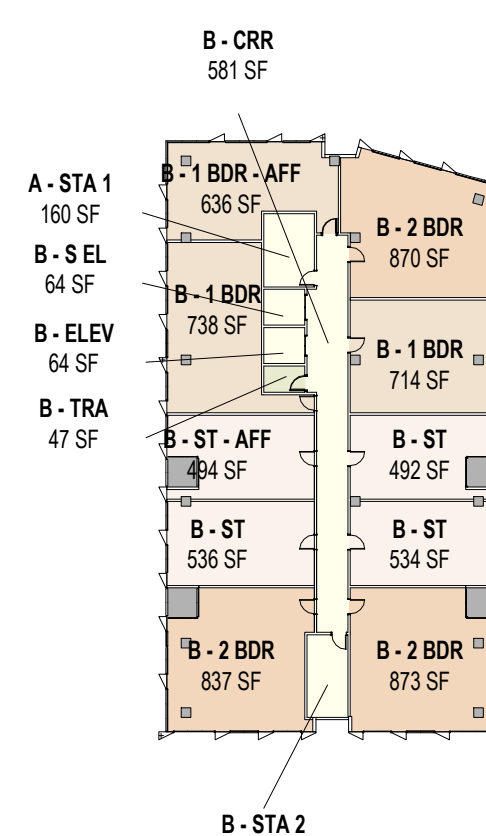 B - CRR
581 SF
A - STA 1
160 SF
B - S EL
64 SF
B - ELEV
64 SF
B - TRA
47 SF
B - 1 BDR - AFF
636 SF
B - 2 BDR
870 SF
B - 1 BDR
738 SF
B - 1 BDR
714 SF
B - ST - AFF
494 SF
B - ST
492 SF
B - ST
536 SF
B - ST
534 SF
B - 2 BDR
837 SF
B - 2 BDR
873 SF
B - STA 2